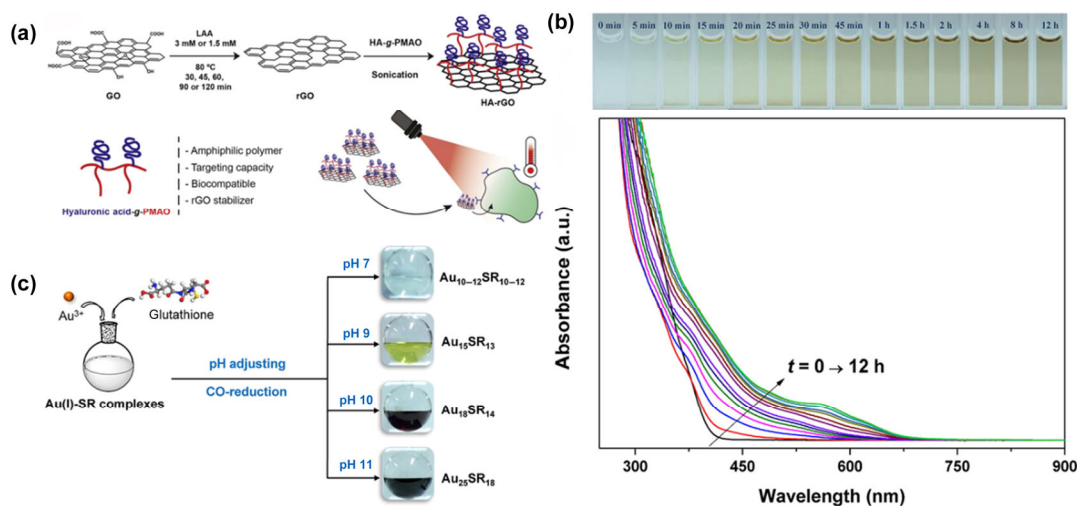 (a)
COOH
HOOC
COOH
HOOC
OH
OH
GO
LAA
3 mM or 1.5 mM
80 ºC
30, 45, 60,
90 or 120 min
rGO
HA-g-PMAO
Sonication
HA-rGO
- Amphiphilic polymer
- Targeting capacity
- Biocompatible
- rGO stabilizer
Hyaluronic acid-g-PMAO
(b)
0 min 5 min 10 min 15 min 20 min 25 min 30 min 45 min 1 h 1.5 h 2 h 4 h 8 h 12 h
Absorbance (a.u.)
t = 0 → 12 h
300 450 600 750 900
Wavelength (nm)
(c)
Au3+
Glutathione
Au(I)-SR complexes
pH adjusting
CO-reduction
pH 7
Au10–12SR10–12
pH 9
Au15SR13
pH 10
Au18SR14
pH 11
Au25SR18